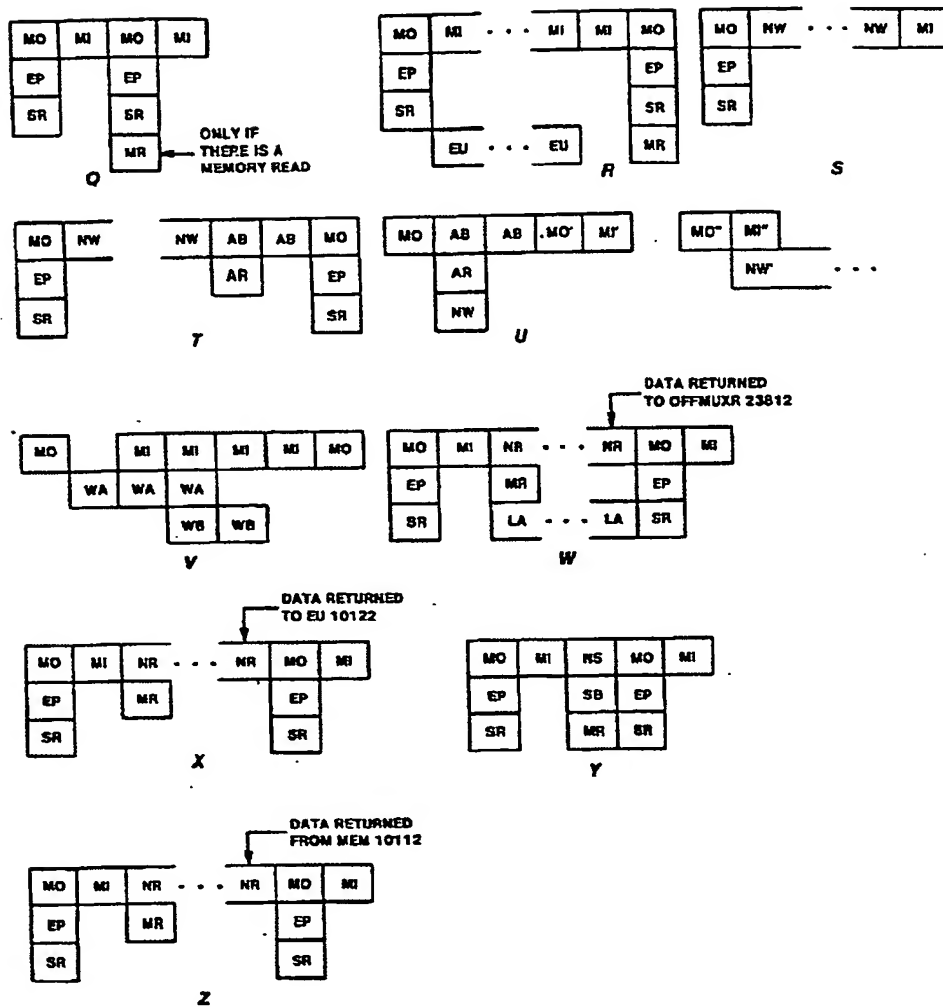 MO MI MO MI
EP EP
SR SR
MR
ONLY IF
THERE IS A
MEMORY READ
Q
MO MI · · · MI MI MO
EP EP
SR SR
EU · · · EU MR
R
MO NW · · · NW MI
EP
SR
S
MO NW NW AB AB MO
EP AR EP
SR SR
T
MO AB AB MO' MI'
AR
NW
U
MO" MI"
NW' · · ·
MO MI MI MI MI MO
WA WA WA
WB WB
V
DATA RETURNED
TO OFFMUXR 23812
MO MI NR · · · NR MO MI
EP MR EP
SR LA · · · LA SR
W
DATA RETURNED
TO EU 10122
MO MI NR · · · NR MO MI
EP MR EP
SR SR
X
MO MI NS MO MI
EP SB EP
SR MR SR
Y
DATA RETURNED
FROM MEM 10112
MO MI NR · · · NR MO MI
EP MR EP
SR SR
Z